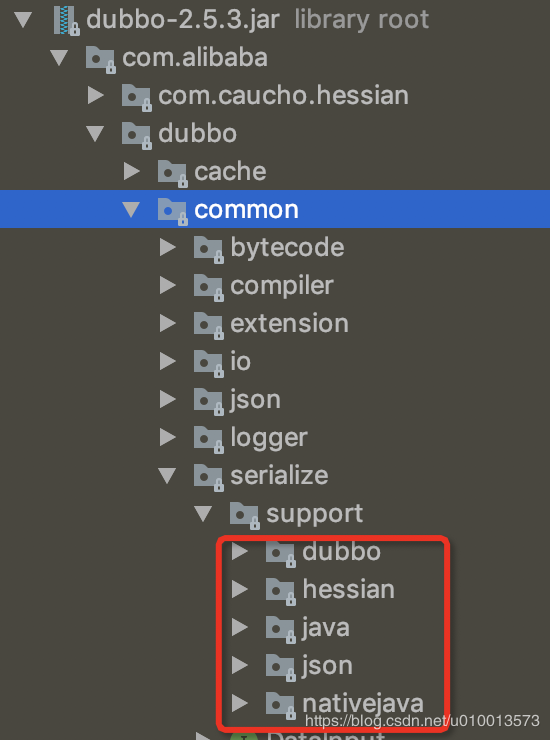 dubbo-2.5.3.jar library root
com.alibaba
com.caucho.hessian
dubbo
cache
common
bytecode
compiler
extension
io
json
logger
serialize
support
dubbo
hessian
java
json
nativejava
https://blog.csdn.net/u010013573
DataInput